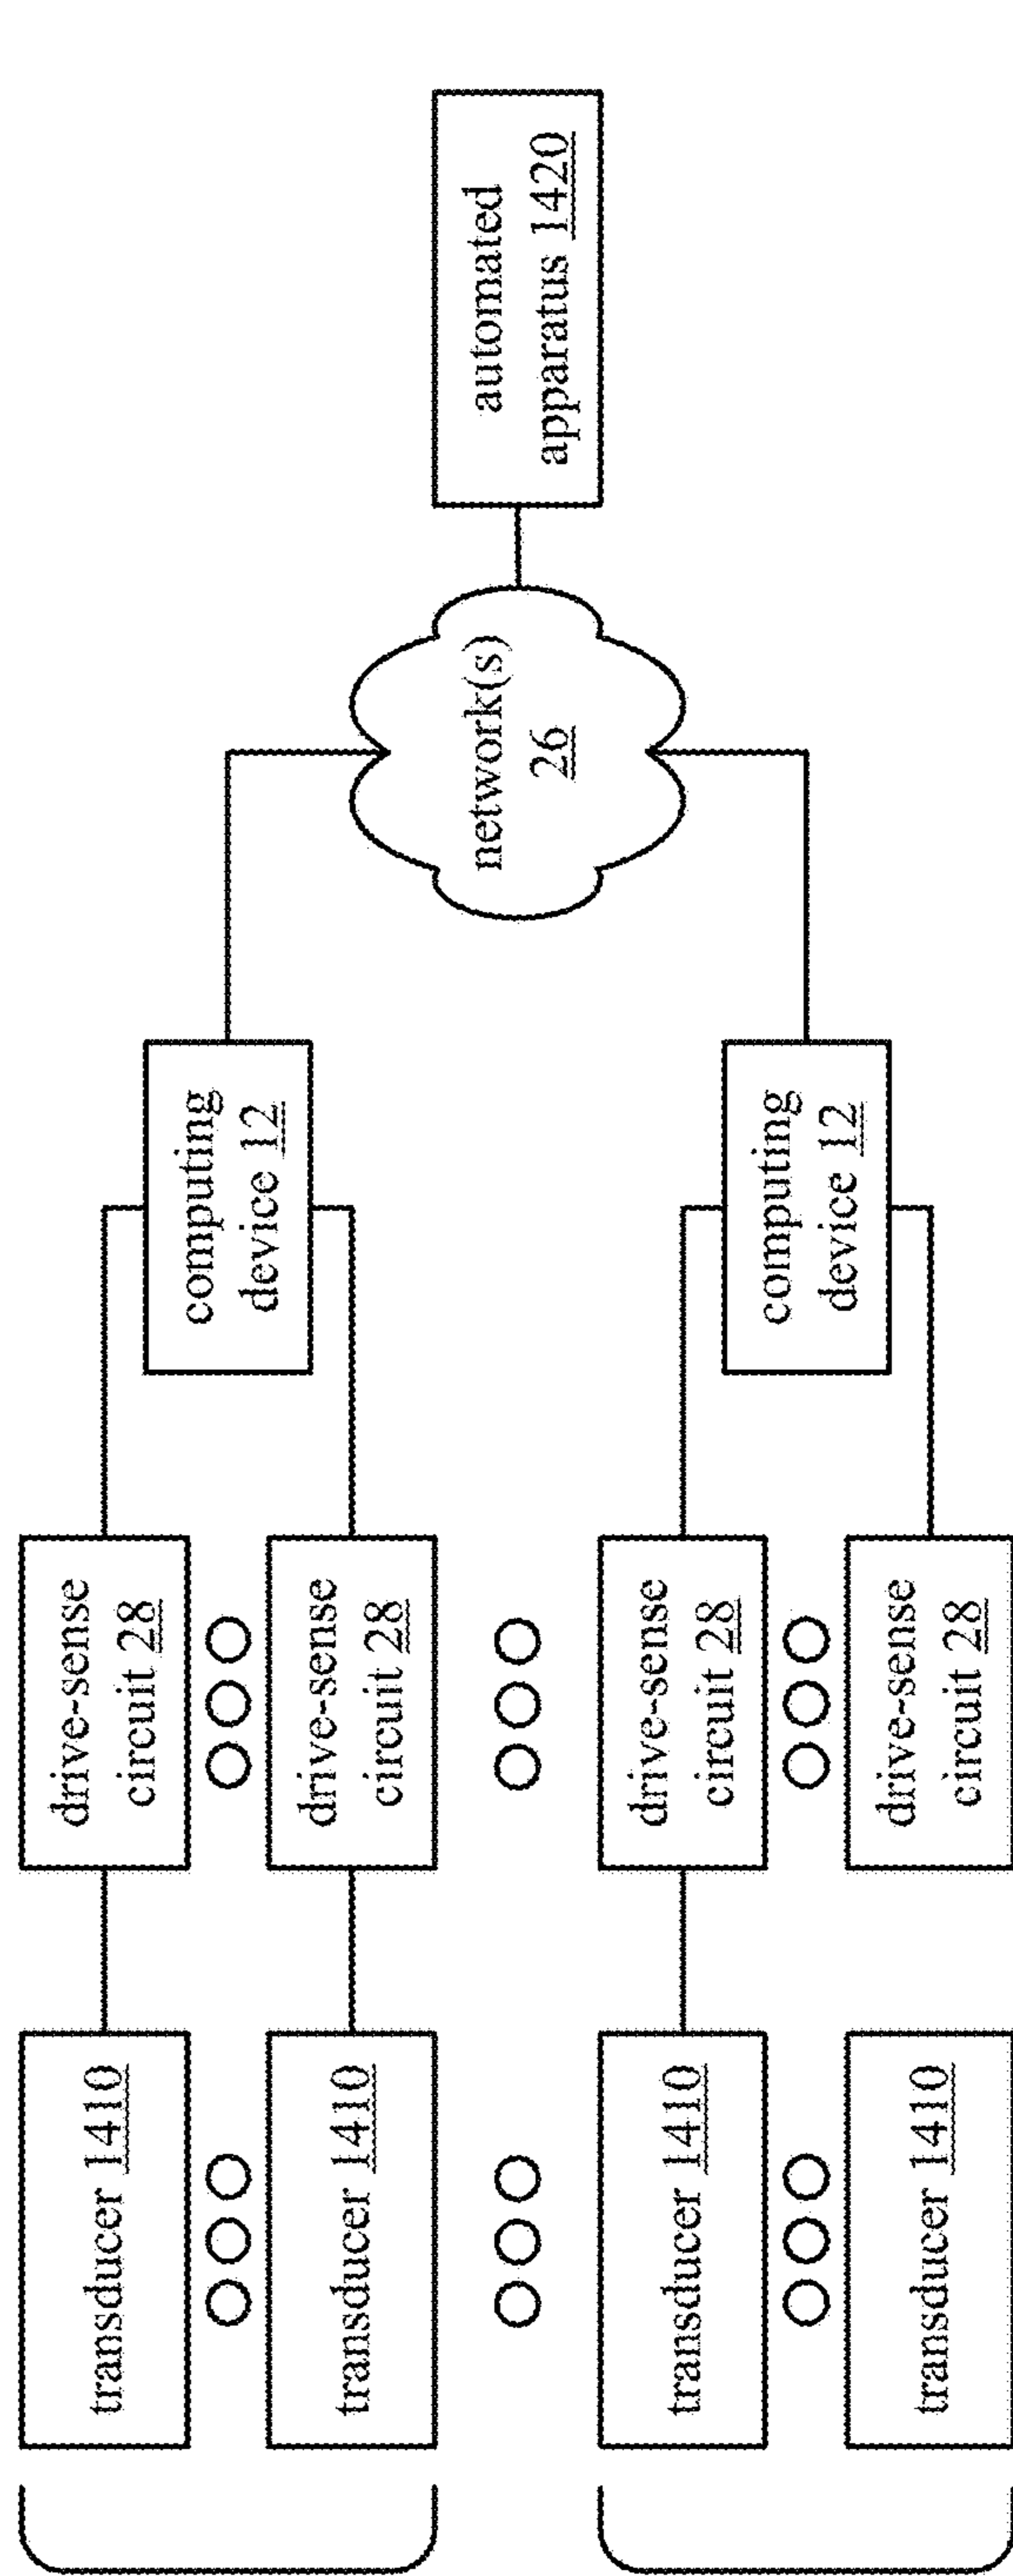 transducer 1410
drive-sense
circuit 28
transducer 1410
drive-sense
circuit 28
computing
device 12
network(s)
26
automated
apparatus 1420
transducer 1410
drive-sense
circuit 28
transducer 1410
drive-sense
circuit 28
computing
device 12